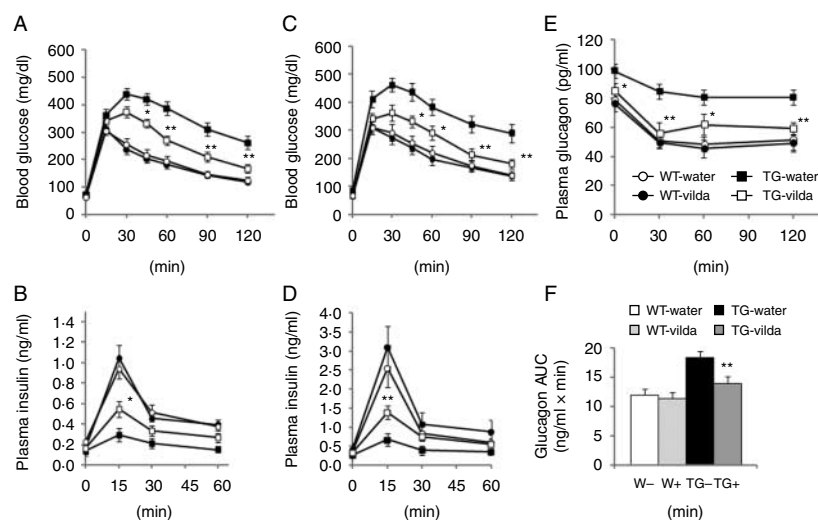 A
Blood glucose (mg/dl)
600
500
400
300
200
100
0
*
**
**
**
0 30 60 90 120
(min)
C
Blood glucose (mg/dl)
600
500
400
300
200
100
0
*
*
**
**
0 30 60 90 120
(min)
E
Plasma glucagon (pg/ml)
120
100
80
60
40
20
0
*
**
*
**
WT-water TG-water
WT-vilda TG-vilda
0 30 60 90 120
(min)
B
Plasma insulin (ng/ml)
1·4
1·2
1·0
0·8
0·6
0·4
0·2
0·0
*
0 15 30 45 60
(min)
D
Plasma insulin (ng/ml)
4·0
3·5
3·0
2·5
2·0
1·5
1·0
0·5
0·0
**
0 15 30 45 60
(min)
F
WT-water TG-water
WT-vilda TG-vilda
Glucagon AUC
(ng/ml × min)
20
15
10
5
0
**
W– W+ TG– TG+
(min)